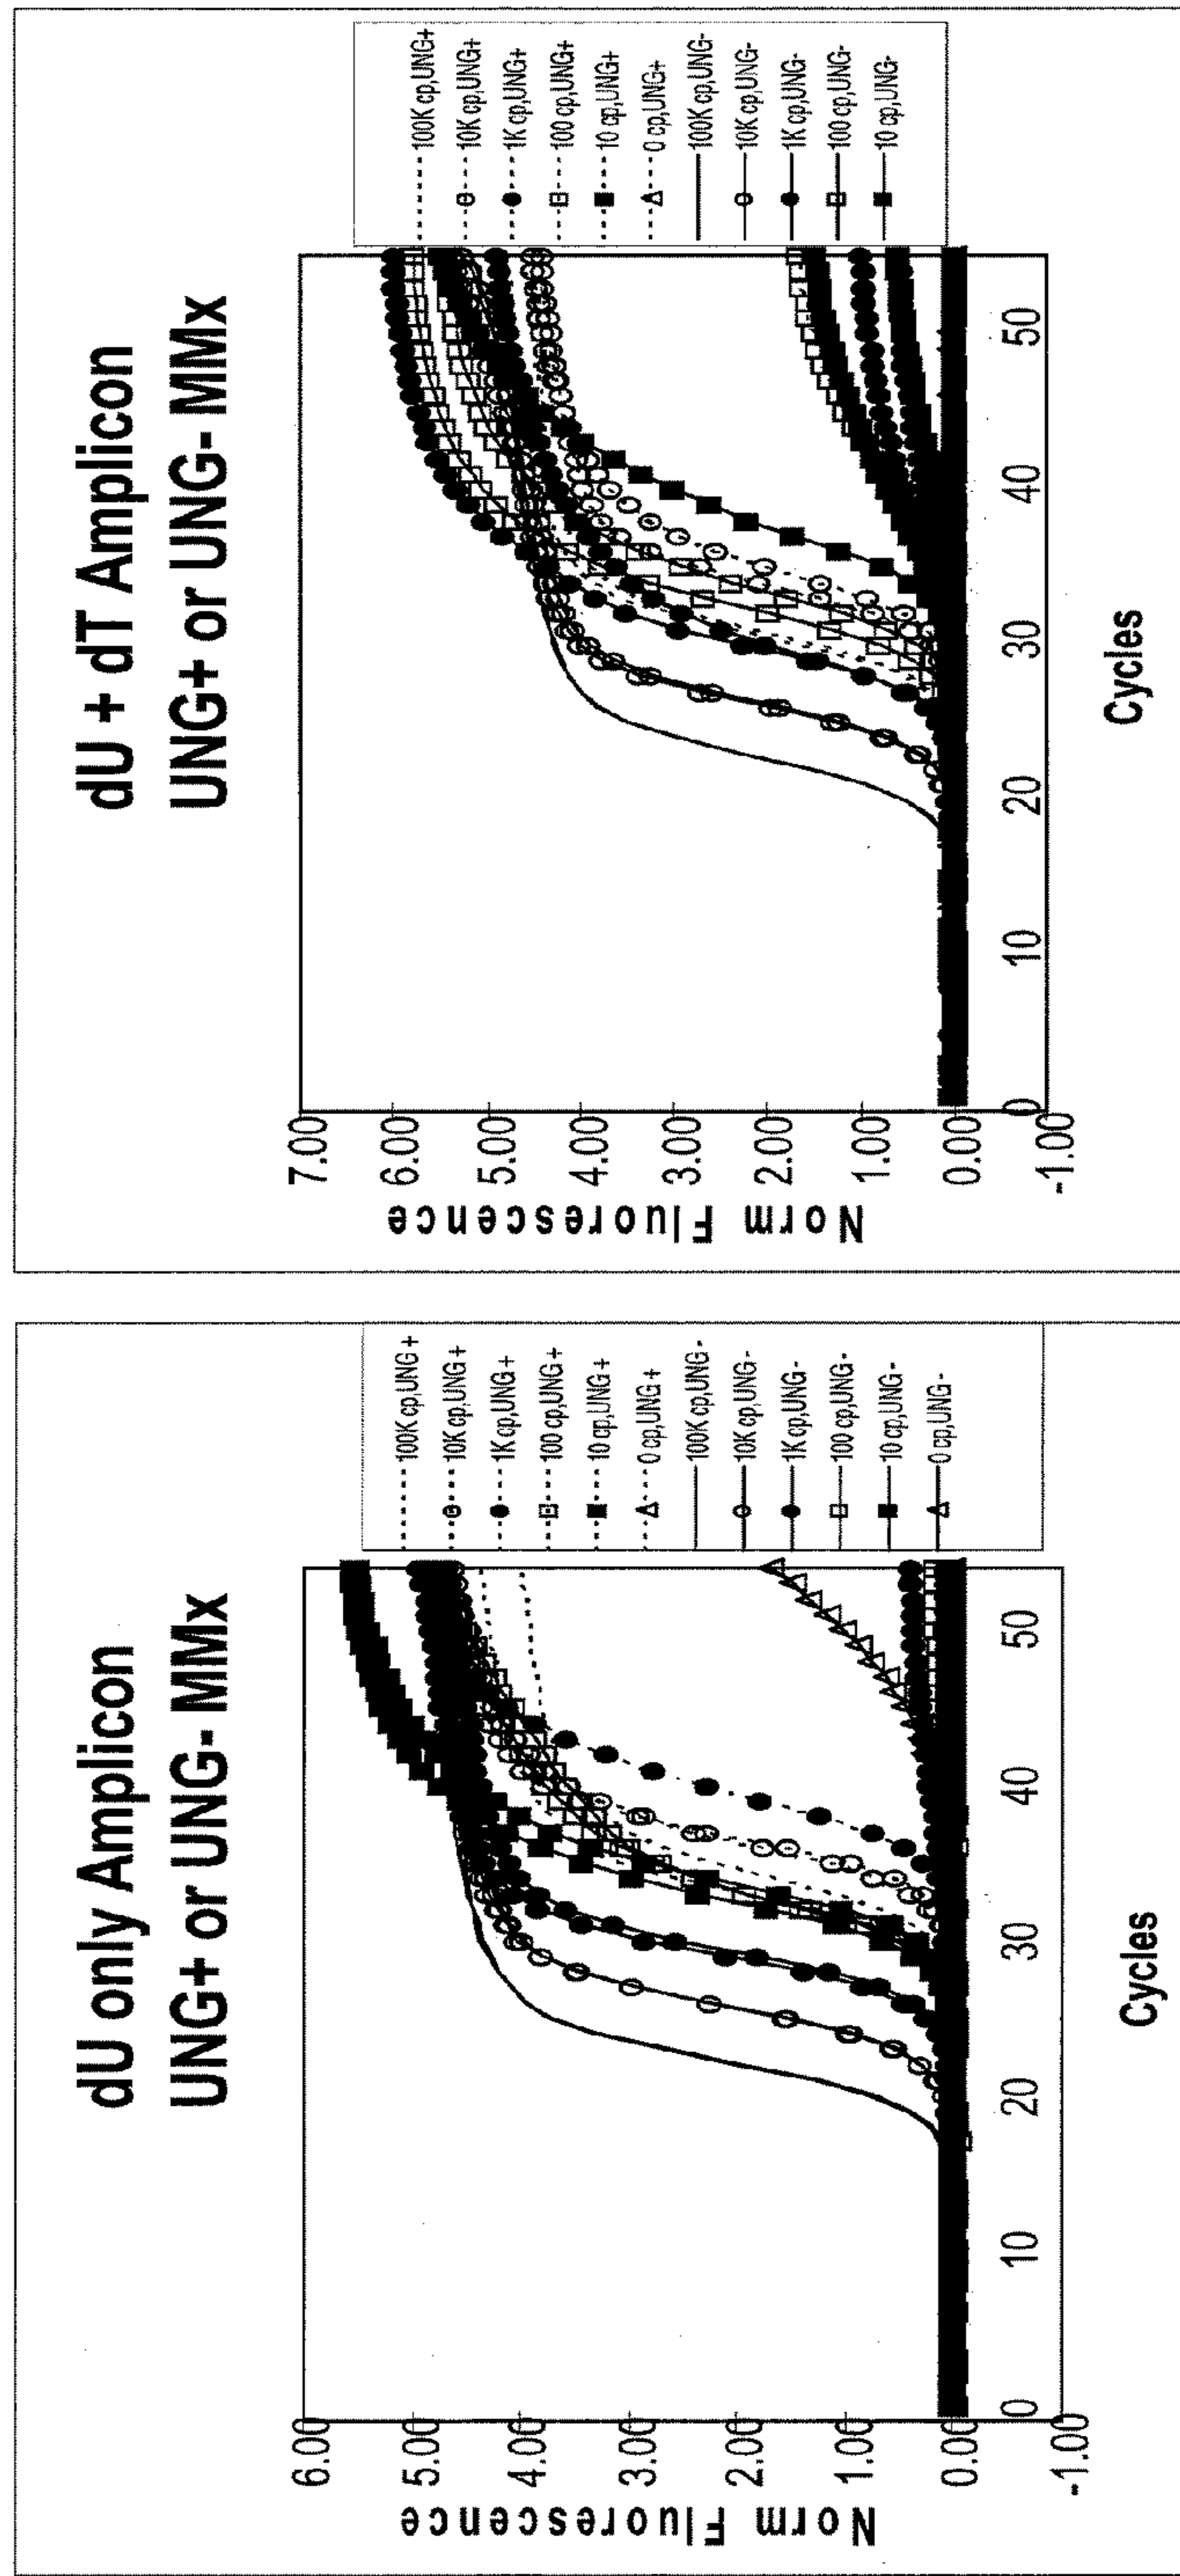 dU only Amplicon
UNG+ or UNG- MMx
Norm Fluorescence
6.00
5.00
4.00
3.00
2.00
1.00
0.00
-1.00
0
10
20
30
40
50
Cycles
100K cp,UNG +
10K cp,UNG +
1K cp,UNG +
100 cp,UNG +
10 cp,UNG +
0 cp,UNG +
100K cp,UNG -
10K cp,UNG -
1K cp,UNG -
100 cp,UNG -
10 cp,UNG -
0 cp,UNG -
dU + dT Amplicon
UNG+ or UNG- MMx
Norm Fluorescence
7.00
6.00
5.00
4.00
3.00
2.00
1.00
0.00
-1.00
0
10
20
30
40
50
Cycles
100K cp,UNG+
10K cp,UNG+
1K cp,UNG+
100 cp,UNG+
10 cp,UNG+
0 cp,UNG+
100K cp,UNG-
10K cp,UNG-
1K cp,UNG-
100 cp,UNG-
10 cp,UNG-